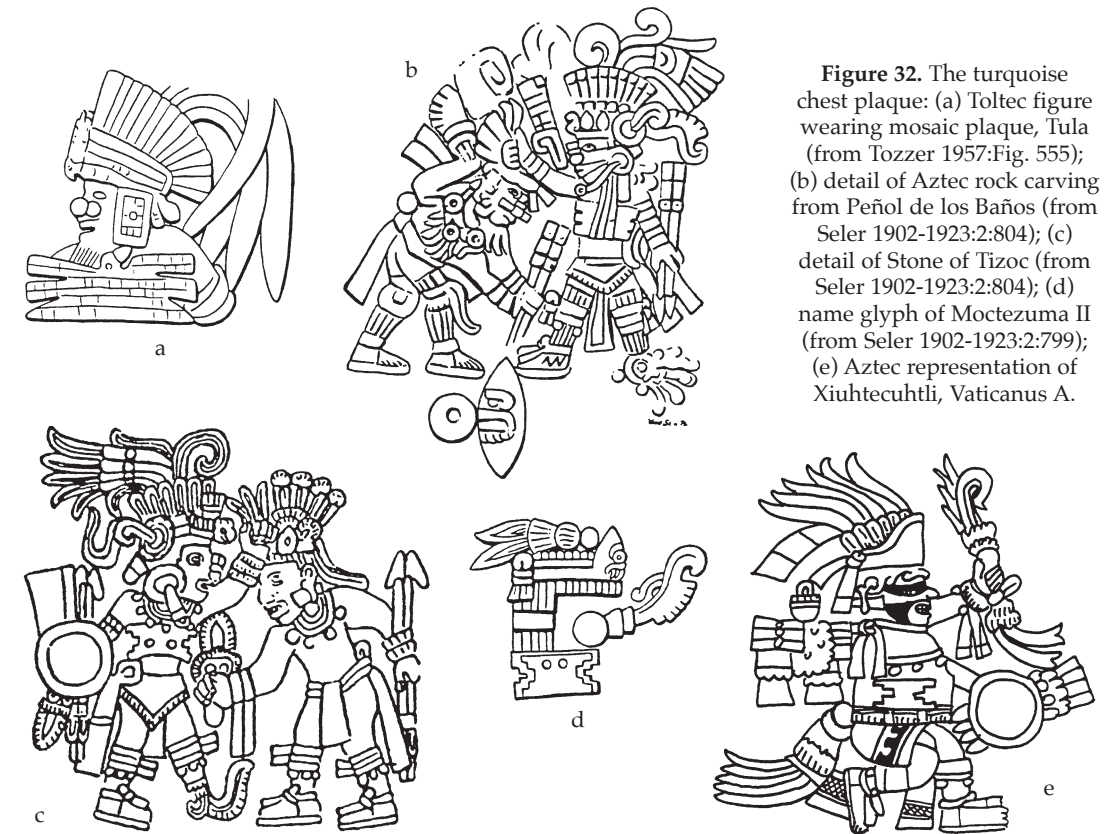 b
Figure 32. The turquoise
chest plaque: (a) Toltec figure
wearing mosaic plaque, Tula
(from Tozzer 1957:Fig. 555);
(b) detail of Aztec rock carving
from Peñol de los Baños (from
Seler 1902-1923:2:804); (c)
detail of Stone of Tizoc (from
Seler 1902-1923:2:804); (d)
name glyph of Moctezuma II
(from Seler 1902-1923:2:799);
(e) Aztec representation of
Xiuhtecuhtli, Vaticanus A.
a
d
e
c